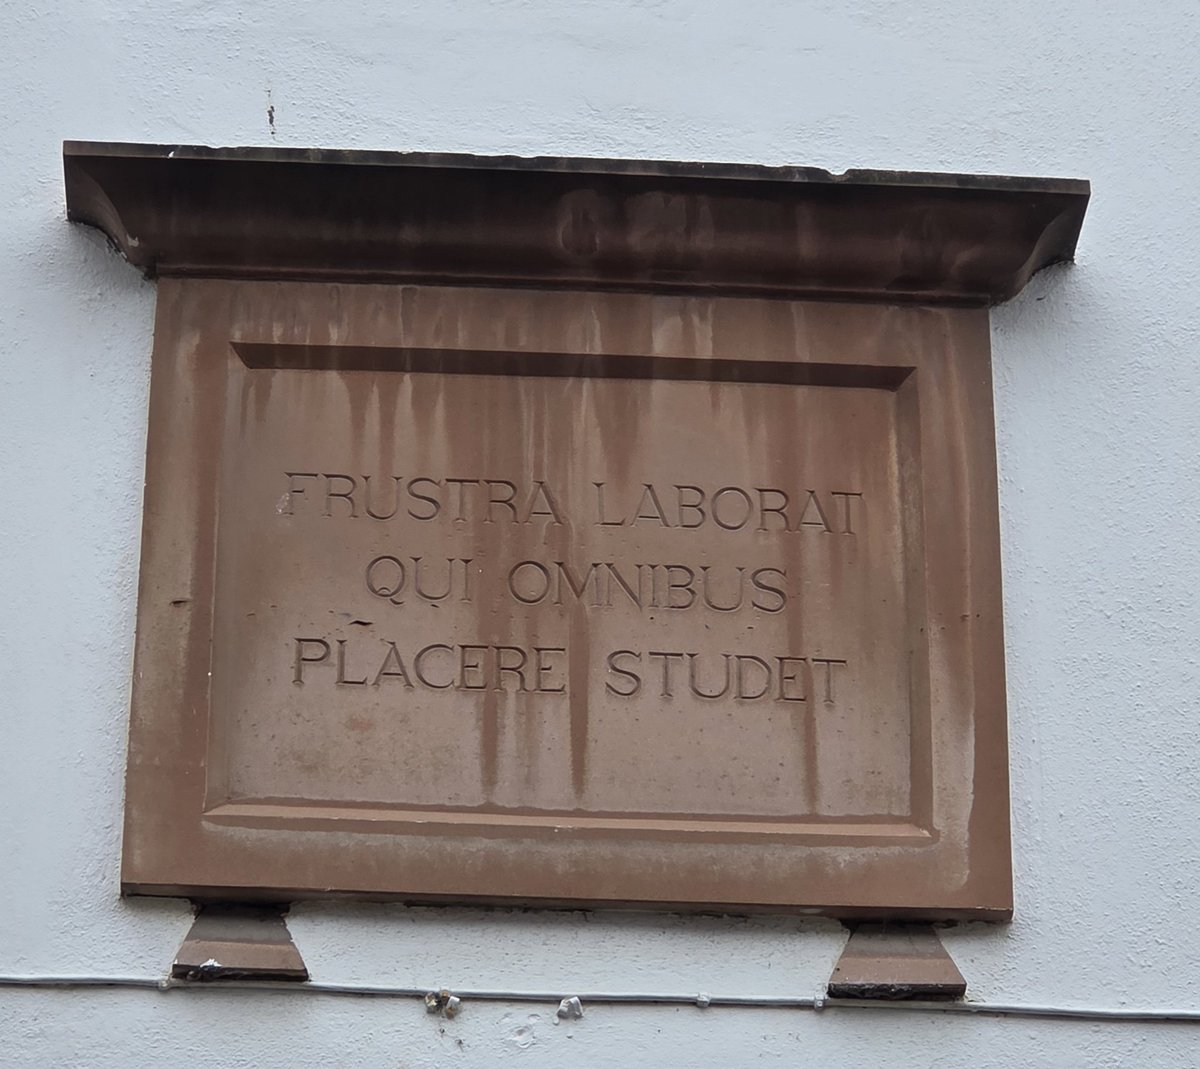 FRUSTRA LABORAT
QUI OMNIBUS
PLACERE STUDET